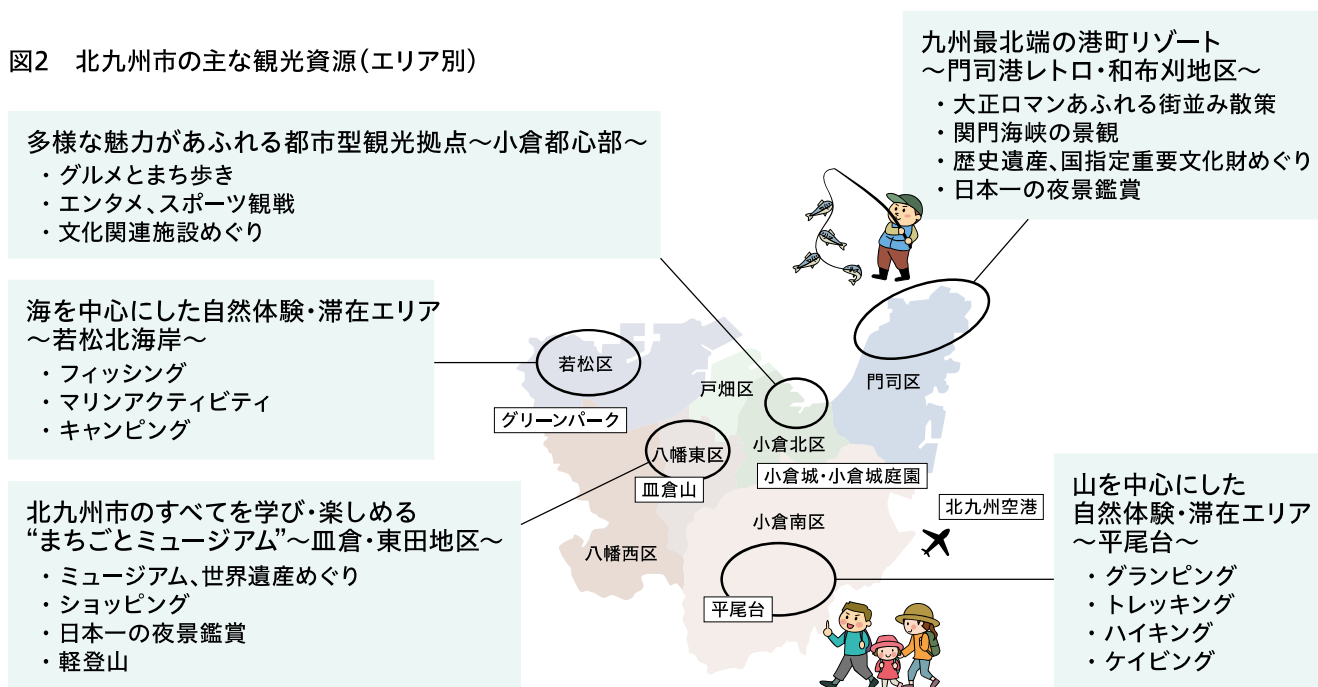 図2 北九州市の主な観光資源（エリア別）
九州最北端の港町リゾート
～門司港レトロ・和布刈地区～
・大正ロマンあふれる街並み散策
・関門海峡の景観
・歴史遺産、国指定重要文化財めぐり
・日本一の夜景鑑賞
多様な魅力があふれる都市型観光拠点～小倉都心部～
・グルメとまち歩き
・エンタメ、スポーツ観戦
・文化関連施設めぐり
海を中心にした自然体験・滞在エリア
～若松北海岸～
・フィッシング
・マリンアクティビティ
・キャンピング
北九州市のすべてを学び・楽しめる
“まちごとミュージアム”～皿倉・東田地区～
・ミュージアム、世界遺産めぐり
・ショッピング
・日本一の夜景鑑賞
・軽登山
若松区
グリーンパーク
戸畑区
門司区
八幡東区
皿倉山
小倉北区
小倉城・小倉城庭園
北九州空港
小倉南区
八幡西区
平尾台
山を中心にした
自然体験・滞在エリア
～平尾台～
・グランピング
・トレッキング
・ハイキング
・ケイビング